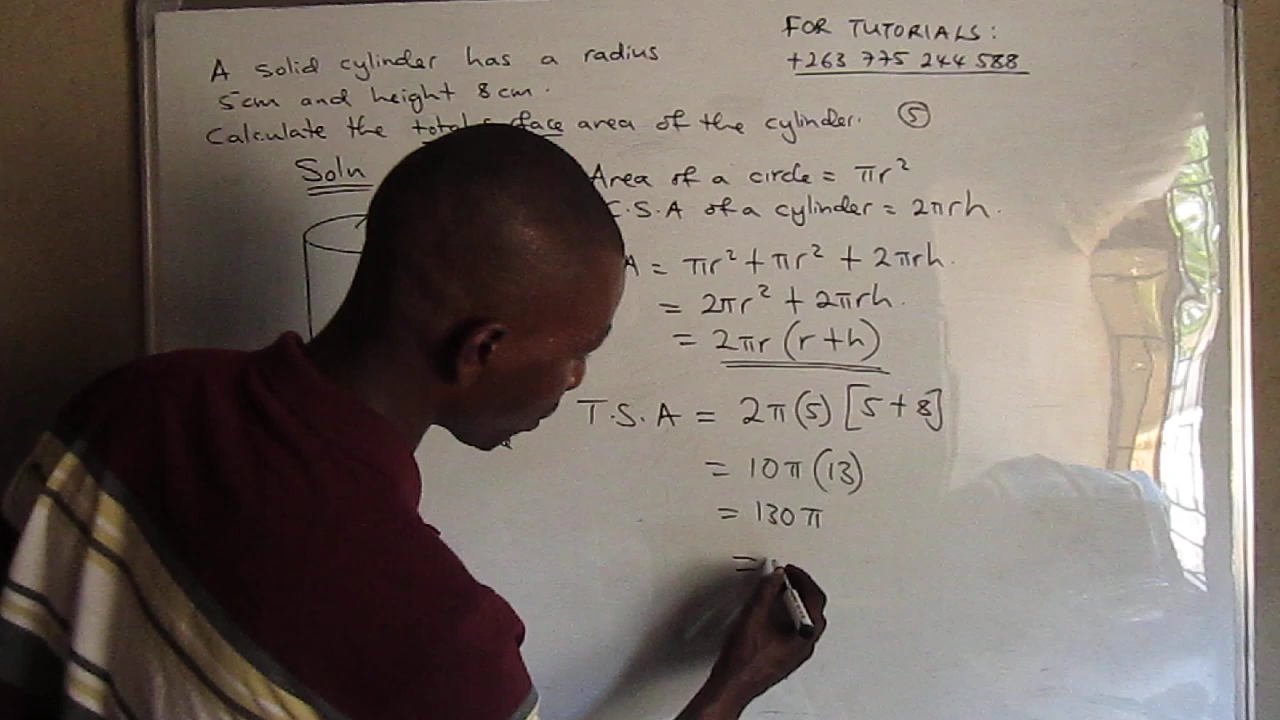 FOR TUTORIALS:
+263 775 244 588
A solid cylinder has a radius
5cm and height 8cm.
Calculate the area of the cylinder. ⑤
Soln
Area of a circle = πr²
C.S.A of a cylinder = 2πrh.
A = πr² + πr² + 2πrh.
= 2πr² + 2πrh.
= 2πr (r+h)
T.S.A = 2π(5) [5+8]
= 10π(13)
= 130π
=